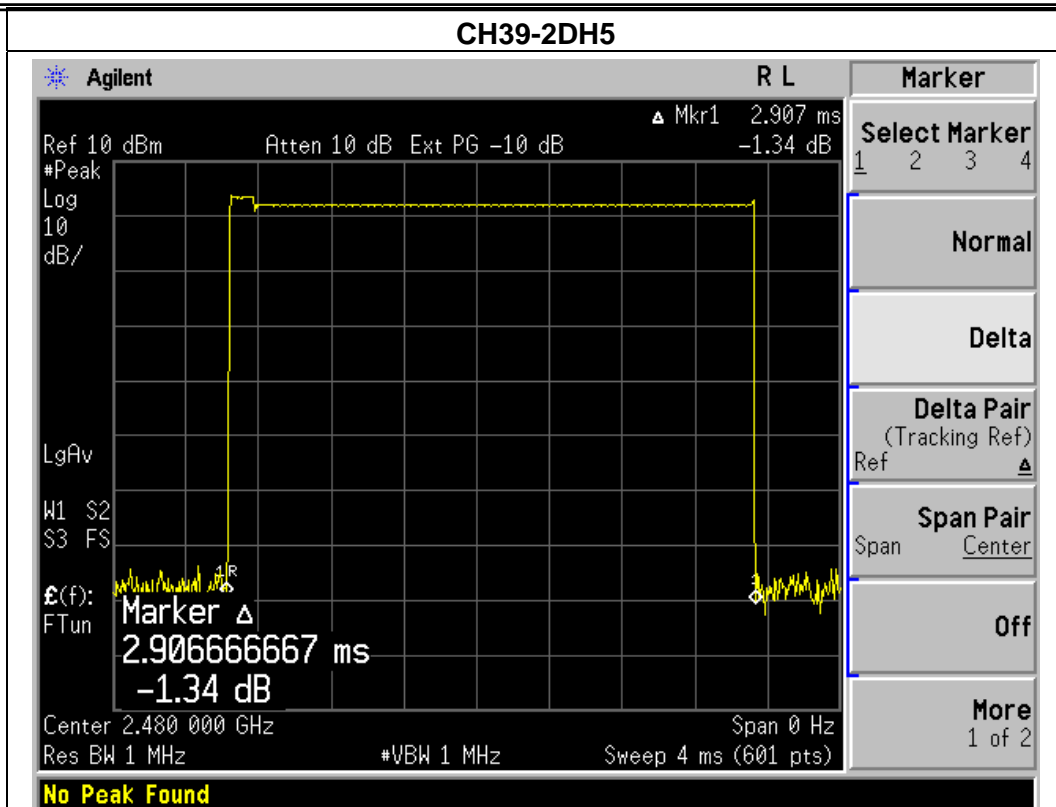 CH39-2DH5
Agilent R L Marker
Δ Mkr1 2.907 ms
Ref 10 dBm Atten 10 dB Ext PG -10 dB -1.34 dB
#Peak
Log
10
dB/
LgAv
W1 S2
S3 FS
£(f):
FTun
1R
Marker Δ
2.906666667 ms
-1.34 dB
Center 2.480 000 GHz Span 0 Hz
Res BW 1 MHz #VBW 1 MHz Sweep 4 ms (601 pts)
No Peak Found
Select Marker
1 2 3 4
Normal
Delta
Delta Pair
(Tracking Ref)
Ref Δ
Span Pair
Span Center
Off
More
1 of 2